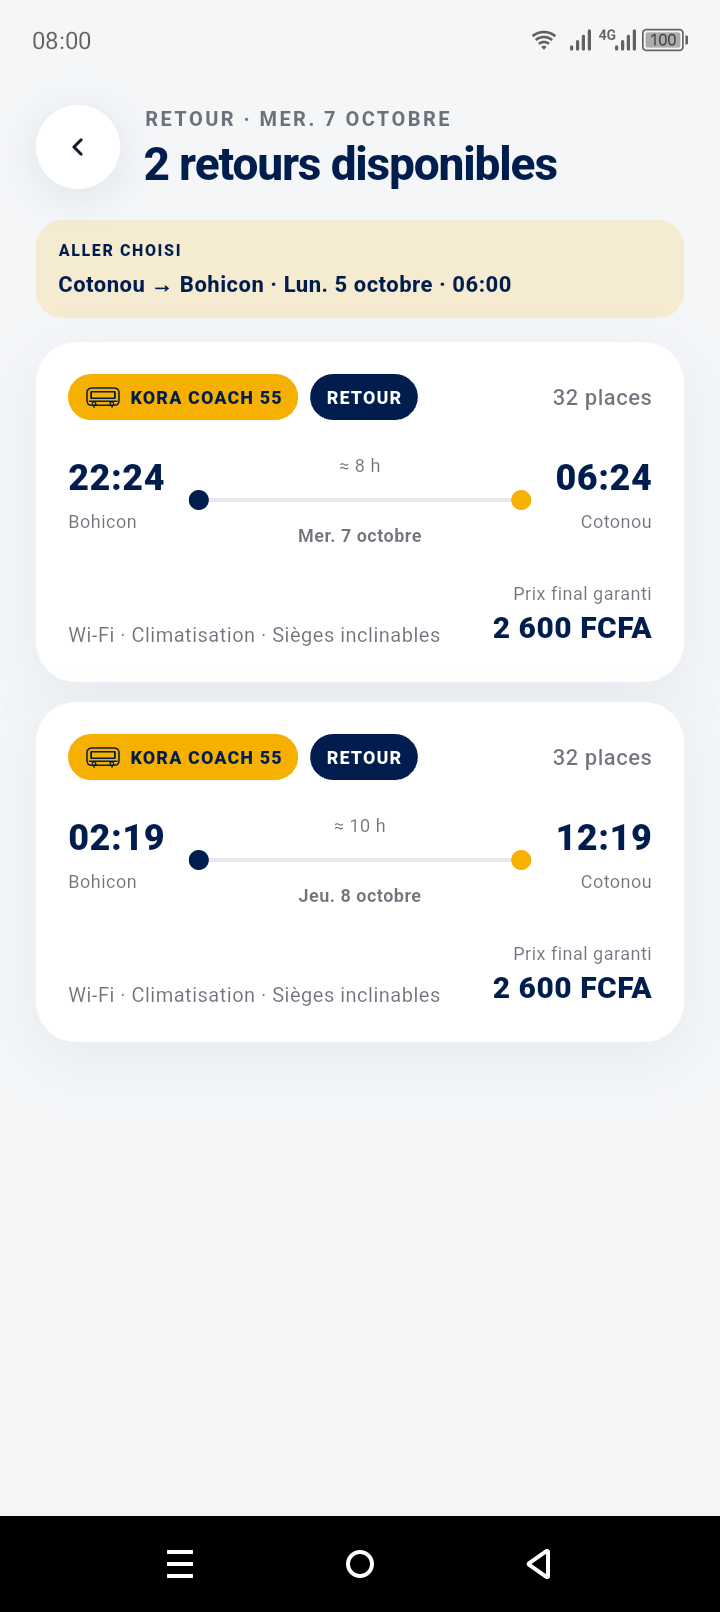 08:00
4G
100
RETOUR · MER. 7 OCTOBRE
2 retours disponibles
ALLER CHOISI
Cotonou → Bohicon · Lun. 5 octobre · 06:00
KORA COACH 55
RETOUR
32 places
22:24
≈ 8 h
06:24
Bohicon
Mer. 7 octobre
Cotonou
Prix final garanti
Wi-Fi · Climatisation · Sièges inclinables
2 600 FCFA
KORA COACH 55
RETOUR
32 places
02:19
≈ 10 h
12:19
Bohicon
Jeu. 8 octobre
Cotonou
Prix final garanti
Wi-Fi · Climatisation · Sièges inclinables
2 600 FCFA